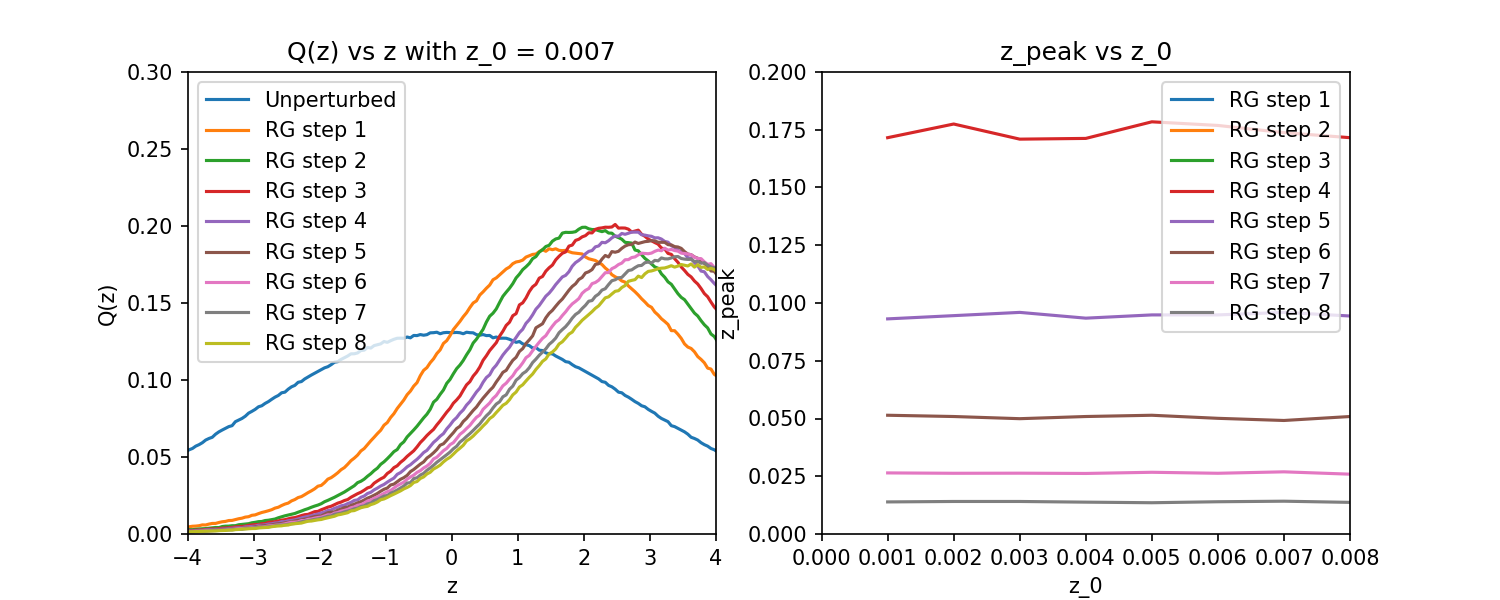 Q(z) vs z with z_0 = 0.007
0.30
0.25
0.20
0.15
0.10
0.05
0.00
Q(z)
Unperturbed
RG step 1
RG step 2
RG step 3
RG step 4
RG step 5
RG step 6
RG step 7
RG step 8
−4 −3 −2 −1 0 1 2 3 4
z
z_peak vs z_0
0.200
0.175
0.150
0.125
0.100
0.075
0.050
0.025
0.000
z_peak
RG step 1
RG step 2
RG step 3
RG step 4
RG step 5
RG step 6
RG step 7
RG step 8
0.000 0.001 0.002 0.003 0.004 0.005 0.006 0.007 0.008
z_0